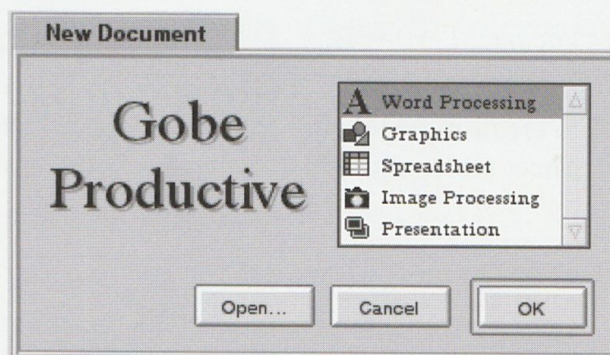 New Document
Gobe
Productive
Word Processing
Graphics
Spreadsheet
Image Processing
Presentation
Open...
Cancel
OK